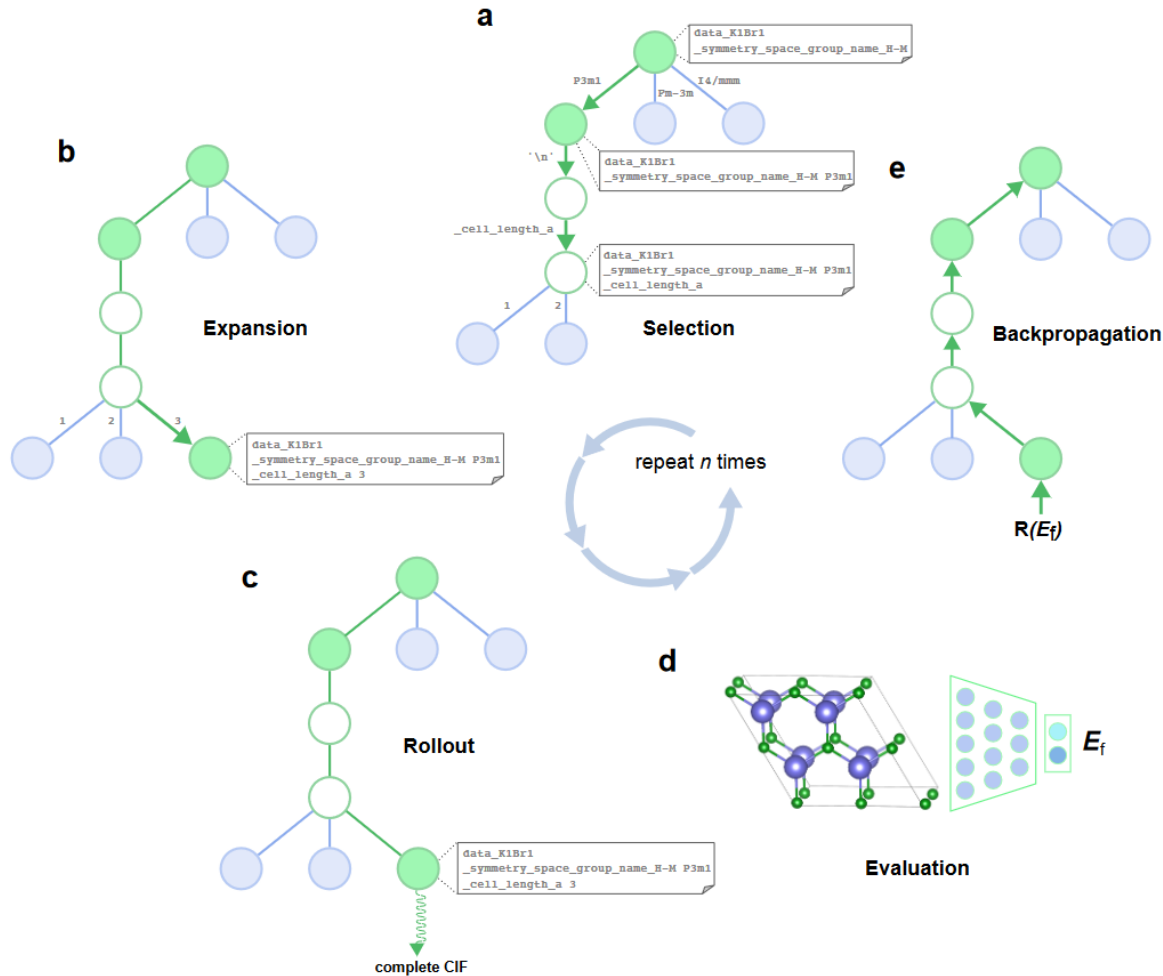 a
data_K1Br1
_symmetry_space_group_name_H-M
P3m1
Pm-3m
I4/mmm
'\n'
data_K1Br1
_symmetry_space_group_name_H-M P3m1
_cell_length_a
data_K1Br1
_symmetry_space_group_name_H-M P3m1
_cell_length_a
1
2
Selection
b
Expansion
1
2
3
data_K1Br1
_symmetry_space_group_name_H-M P3m1
_cell_length_a 3
repeat n times
e
Backpropagation
R(Ef)
c
Rollout
data_K1Br1
_symmetry_space_group_name_H-M P3m1
_cell_length_a 3
complete CIF
d
Ef
Evaluation